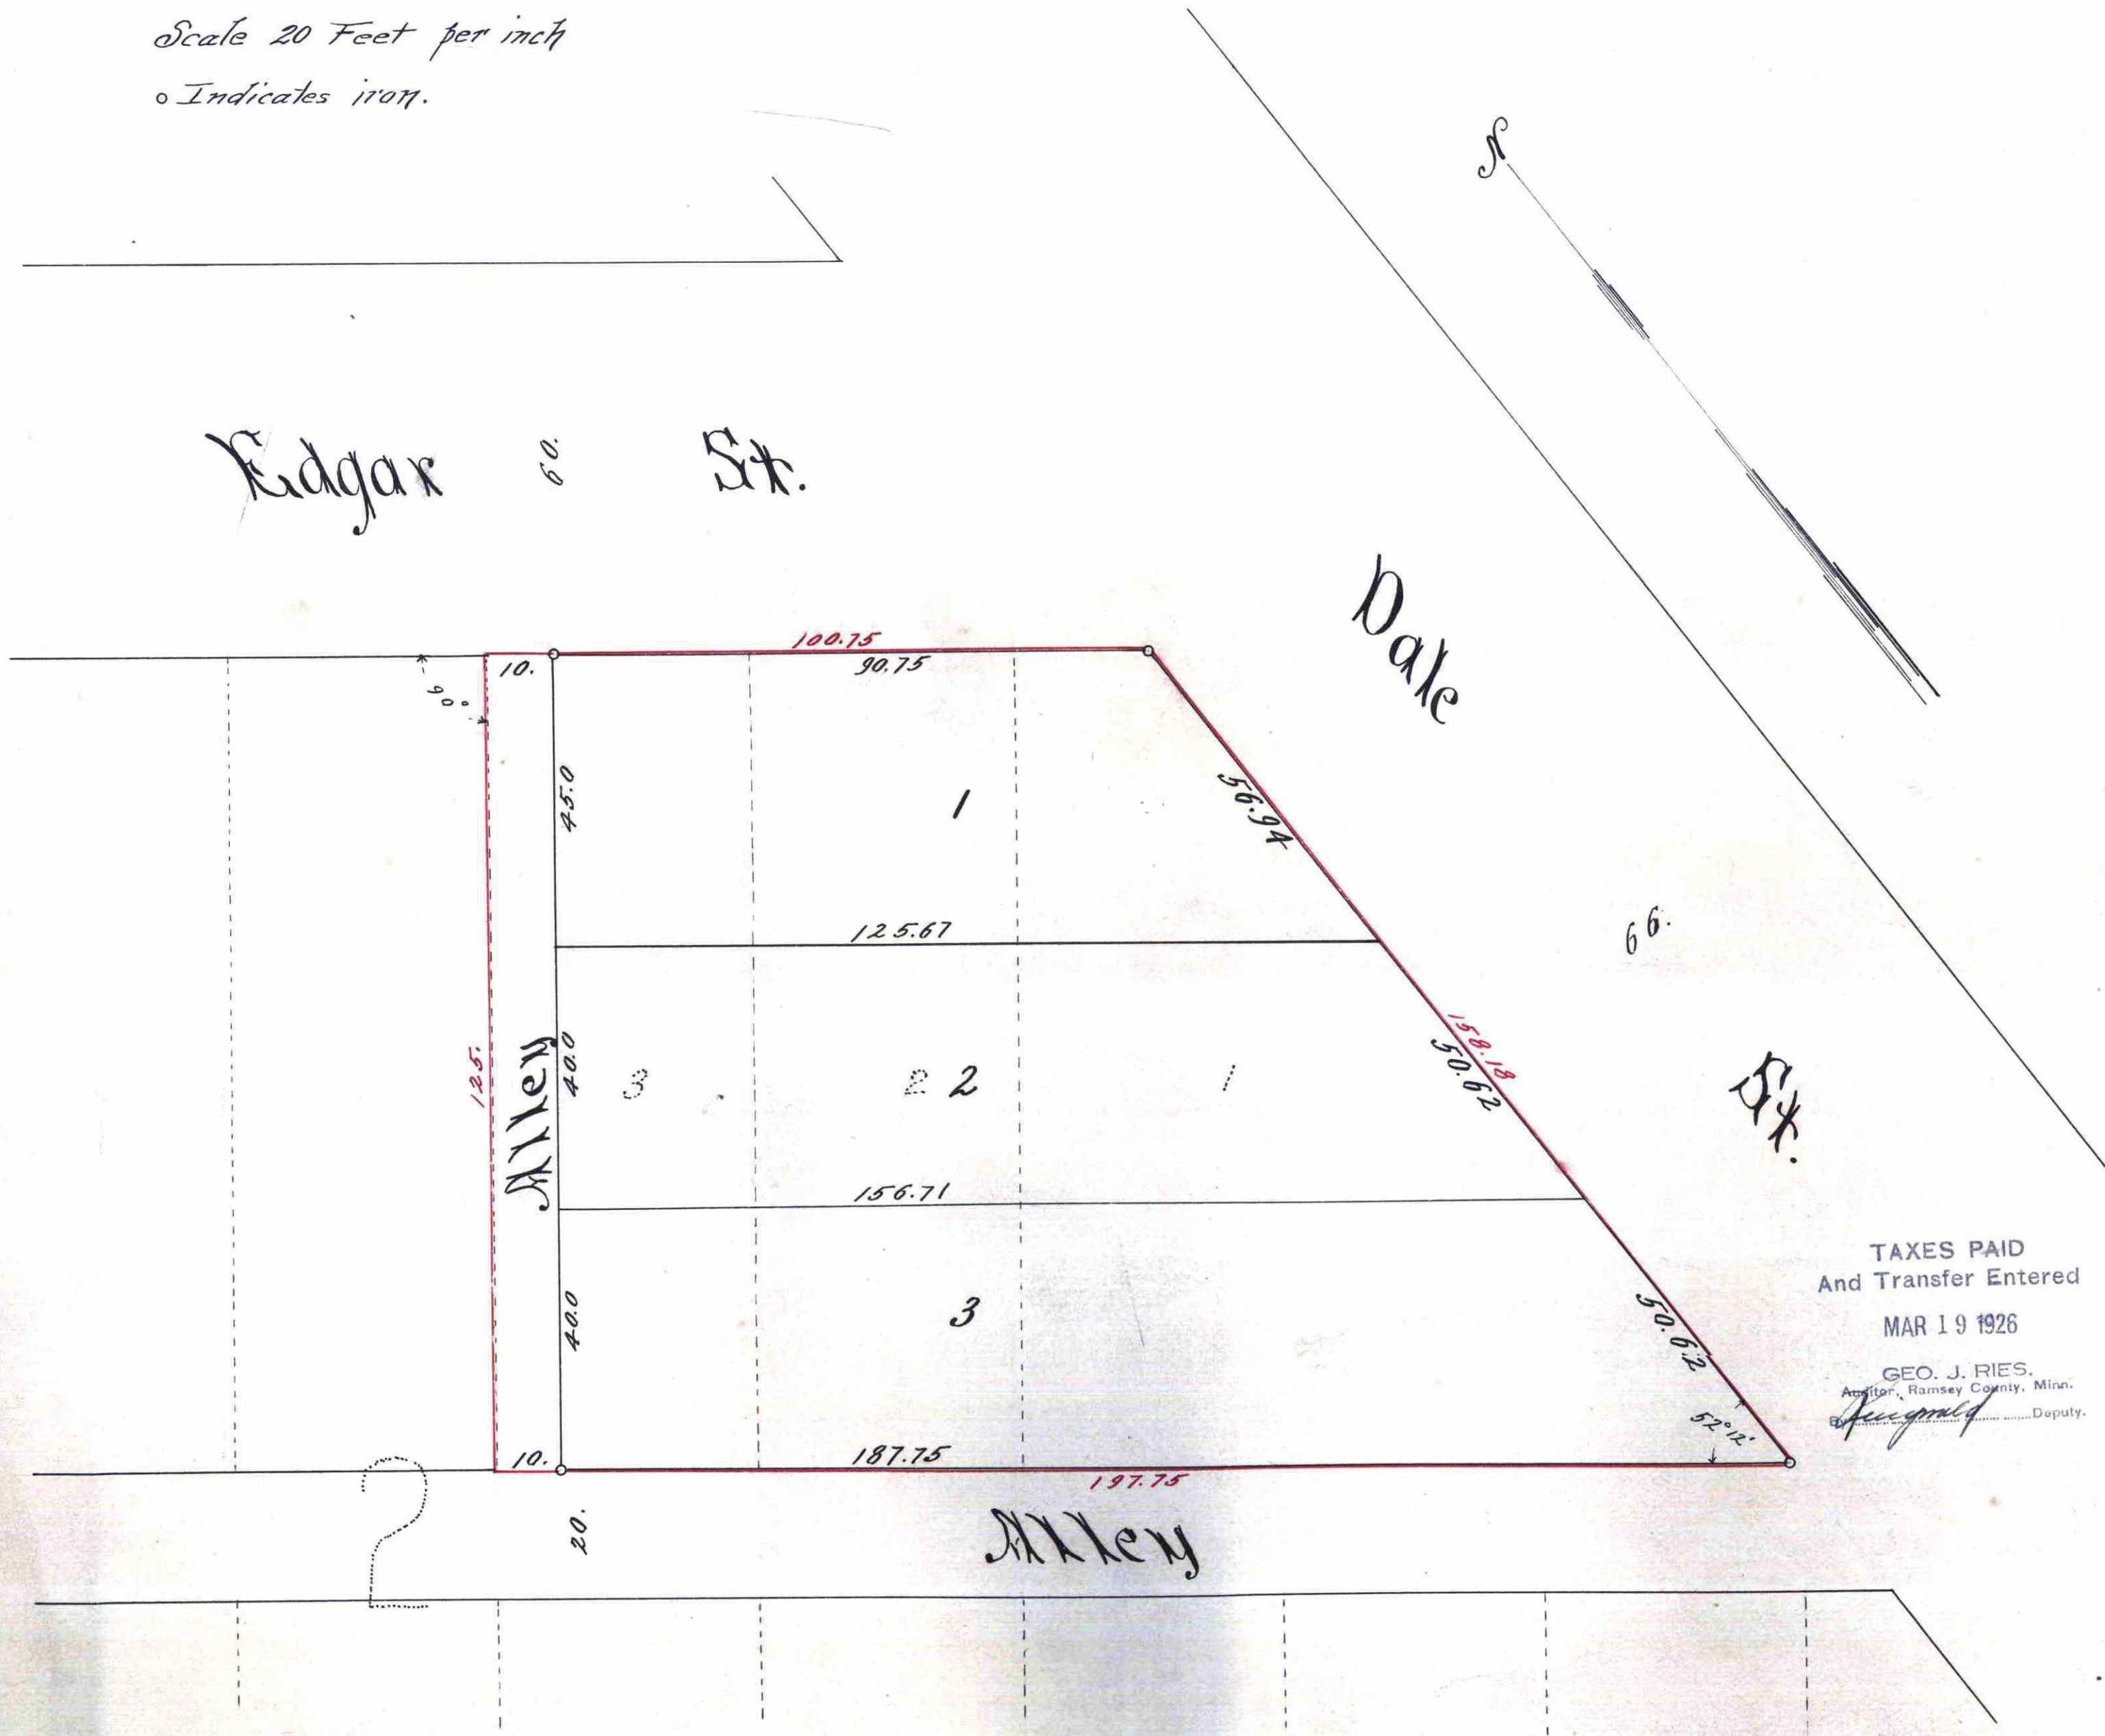 Scale 20 Feet per inch
o Indicates iron.
N
Edgar 60. St.
Dale 66. St.
100.75
10.
90.75
90°
45.0
1
56.94
125.67
125.
Alley
40.0
3
2 2
1
158.18
50.62
156.71
40.0
3
50.62
52°12'
10.
187.75
197.75
20.
Alley
2
TAXES PAID
And Transfer Entered
MAR 19 1926
GEO. J. RIES.
Auditor, Ramsey County, Minn.
By Deputy.